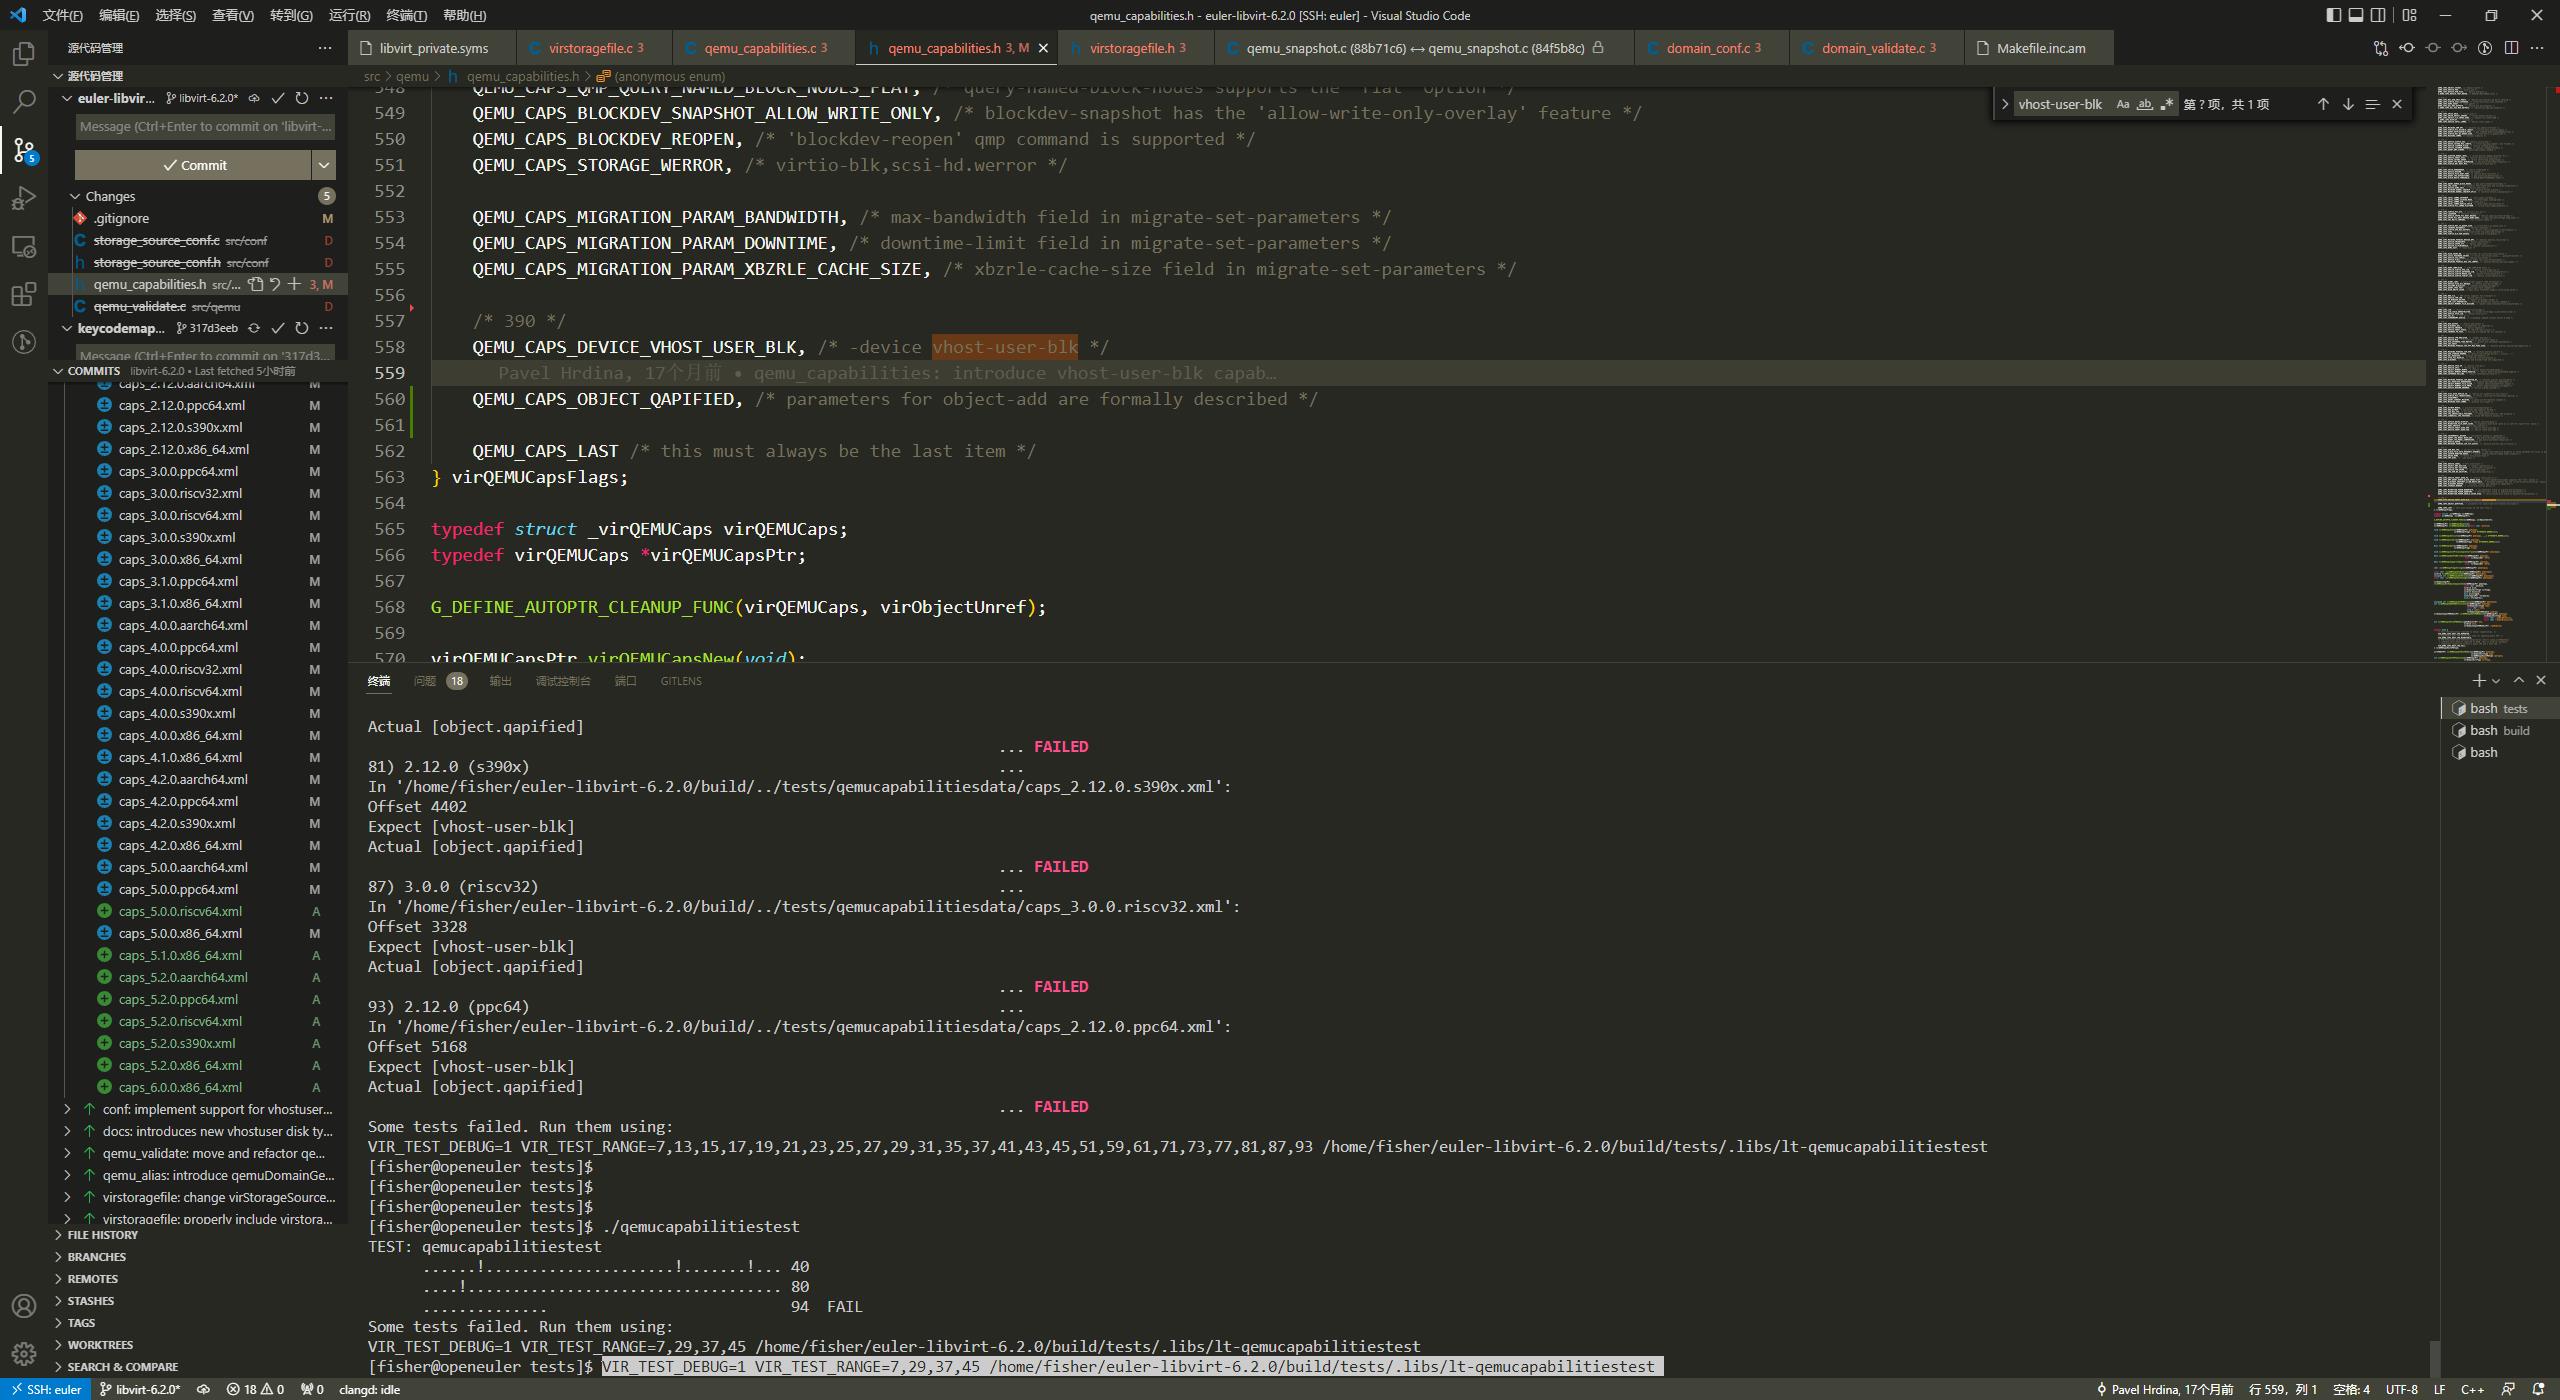 文件(F) 编辑(E) 选择(S) 查看(V) 转到(G) 运行(R) 终端(T) 帮助(H)
qemu_capabilities.h - euler-libvirt-6.2.0 [SSH: euler] - Visual Studio Code
源代码管理
libvirt_private.syms
virstoragefile.c 3
qemu_capabilities.c 3
qemu_capabilities.h 3, M
virstoragefile.h 3
qemu_snapshot.c (88b71c6) ↔ qemu_snapshot.c (84f5b8c)
domain_conf.c 3
domain_validate.c 3
Makefile.inc.am
源代码管理
euler-libvir... libvirt-6.2.0*
Message (Ctrl+Enter to commit on 'libvirt-...
Commit
Changes 5
.gitignore M
storage_source_conf.c src/conf D
storage_source_conf.h src/conf D
qemu_capabilities.h src/... 3, M
qemu_validate.c src/qemu D
keycodemap... 317d3eeb
Message (Ctrl+Enter to commit on '317d3...
COMMITS libvirt-6.2.0 • Last fetched 5小时前
caps_2.12.0.aarch64.xml M
caps_2.12.0.ppc64.xml M
caps_2.12.0.s390x.xml M
caps_2.12.0.x86_64.xml M
caps_3.0.0.ppc64.xml M
caps_3.0.0.riscv32.xml M
caps_3.0.0.riscv64.xml M
caps_3.0.0.s390x.xml M
caps_3.0.0.x86_64.xml M
caps_3.1.0.ppc64.xml M
caps_3.1.0.x86_64.xml M
caps_4.0.0.aarch64.xml M
caps_4.0.0.ppc64.xml M
caps_4.0.0.riscv32.xml M
caps_4.0.0.riscv64.xml M
caps_4.0.0.s390x.xml M
caps_4.0.0.x86_64.xml M
caps_4.1.0.x86_64.xml M
caps_4.2.0.aarch64.xml M
caps_4.2.0.ppc64.xml M
caps_4.2.0.s390x.xml M
caps_4.2.0.x86_64.xml M
caps_5.0.0.aarch64.xml M
caps_5.0.0.ppc64.xml M
caps_5.0.0.riscv64.xml A
caps_5.0.0.x86_64.xml M
caps_5.1.0.x86_64.xml A
caps_5.2.0.aarch64.xml A
caps_5.2.0.ppc64.xml A
caps_5.2.0.riscv64.xml A
caps_5.2.0.s390x.xml A
caps_5.2.0.x86_64.xml A
caps_6.0.0.x86_64.xml A
conf: implement support for vhostuser...
docs: introduces new vhostuser disk ty...
qemu_validate: move and refactor qe...
qemu_alias: introduce qemuDomainGe...
virstoragefile: change virStorageSource...
virstoragefile: properly include virstora...
FILE HISTORY
BRANCHES
REMOTES
STASHES
TAGS
WORKTREES
SEARCH & COMPARE
src > qemu > qemu_capabilities.h > (anonymous enum)
vhost-user-blk Aa ab .* 第 ? 项, 共 1 项
548 QEMU_CAPS_QMP_QUERY_NAMED_BLOCK_NODES_FLAT, /* query-named-block-nodes supports the 'flat' option */
549 QEMU_CAPS_BLOCKDEV_SNAPSHOT_ALLOW_WRITE_ONLY, /* blockdev-snapshot has the 'allow-write-only-overlay' feature */
550 QEMU_CAPS_BLOCKDEV_REOPEN, /* 'blockdev-reopen' qmp command is supported */
551 QEMU_CAPS_STORAGE_WERROR, /* virtio-blk,scsi-hd.werror */
552
553 QEMU_CAPS_MIGRATION_PARAM_BANDWIDTH, /* max-bandwidth field in migrate-set-parameters */
554 QEMU_CAPS_MIGRATION_PARAM_DOWNTIME, /* downtime-limit field in migrate-set-parameters */
555 QEMU_CAPS_MIGRATION_PARAM_XBZRLE_CACHE_SIZE, /* xbzrle-cache-size field in migrate-set-parameters */
556
557 /* 390 */
558 QEMU_CAPS_DEVICE_VHOST_USER_BLK, /* -device vhost-user-blk */
559 Pavel Hrdina, 17个月前 • qemu_capabilities: introduce vhost-user-blk capab…
560 QEMU_CAPS_OBJECT_QAPIFIED, /* parameters for object-add are formally described */
561
562 QEMU_CAPS_LAST /* this must always be the last item */
563 } virQEMUCapsFlags;
564
565 typedef struct _virQEMUCaps virQEMUCaps;
566 typedef virQEMUCaps *virQEMUCapsPtr;
567
568 G_DEFINE_AUTOPTR_CLEANUP_FUNC(virQEMUCaps, virObjectUnref);
569
570 virQEMUCapsPtr virQEMUCapsNew(void);
终端 问题 18 输出 调试控制台 端口 GITLENS
bash tests
bash build
bash
Actual [object.qapified]
... FAILED
81) 2.12.0 (s390x) ...
In '/home/fisher/euler-libvirt-6.2.0/build/../tests/qemucapabilitiesdata/caps_2.12.0.s390x.xml':
Offset 4402
Expect [vhost-user-blk]
Actual [object.qapified]
... FAILED
87) 3.0.0 (riscv32) ...
In '/home/fisher/euler-libvirt-6.2.0/build/../tests/qemucapabilitiesdata/caps_3.0.0.riscv32.xml':
Offset 3328
Expect [vhost-user-blk]
Actual [object.qapified]
... FAILED
93) 2.12.0 (ppc64) ...
In '/home/fisher/euler-libvirt-6.2.0/build/../tests/qemucapabilitiesdata/caps_2.12.0.ppc64.xml':
Offset 5168
Expect [vhost-user-blk]
Actual [object.qapified]
... FAILED
Some tests failed. Run them using:
VIR_TEST_DEBUG=1 VIR_TEST_RANGE=7,13,15,17,19,21,23,25,27,29,31,35,37,41,43,45,51,59,61,71,73,77,81,87,93 /home/fisher/euler-libvirt-6.2.0/build/tests/.libs/lt-qemucapabilitiestest
[fisher@openeuler tests]$
[fisher@openeuler tests]$
[fisher@openeuler tests]$
[fisher@openeuler tests]$ ./qemucapabilitiestest
TEST: qemucapabilitiestest
......!.....................!.......!... 40
....!................................... 80
.............. 94 FAIL
Some tests failed. Run them using:
VIR_TEST_DEBUG=1 VIR_TEST_RANGE=7,29,37,45 /home/fisher/euler-libvirt-6.2.0/build/tests/.libs/lt-qemucapabilitiestest
[fisher@openeuler tests]$ VIR_TEST_DEBUG=1 VIR_TEST_RANGE=7,29,37,45 /home/fisher/euler-libvirt-6.2.0/build/tests/.libs/lt-qemucapabilitiestest
SSH: euler libvirt-6.2.0* 18 0 0 clangd: idle
Pavel Hrdina, 17个月前 行 559, 列 1 空格: 4 UTF-8 LF C++